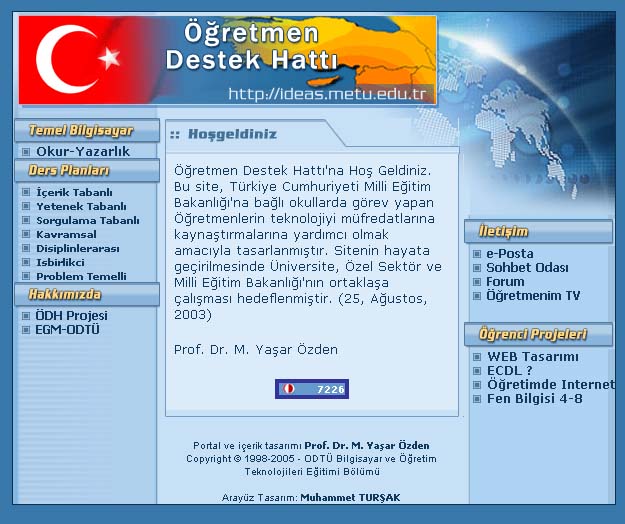 Öğretmen
Destek Hattı
http://ideas.metu.edu.tr
Temel Bilgisayar
Okur-Yazarlık
Ders Planları
İçerik Tabanlı
Yetenek Tabanlı
Sorgulama Tabanlı
Kavramsal
Disiplinlerarası
Isbirlikci
Problem Temelli
Hakkımızda
ÖDH Projesi
EGM-ODTÜ
:: Hoşgeldiniz
Öğretmen Destek Hattı'na Hoş Geldiniz.
Bu site, Türkiye Cumhuriyeti Milli Eğitim
Bakanlığı'na bağlı okullarda görev yapan
Öğretmenlerin teknolojiyi müfredatlarına
kaynaştırmalarına yardımcı olmak
amacıyla tasarlanmıştır. Sitenin hayata
geçirilmesinde Üniversite, Özel Sektör ve
Milli Eğitim Bakanlığı'nın ortaklaşa
çalışması hedeflenmiştir. (25, Ağustos,
2003)
Prof. Dr. M. Yaşar Özden
7226
Portal ve içerik tasarımı Prof. Dr. M. Yaşar Özden
Copyright © 1998-2005 - ODTÜ Bilgisayar ve Öğretim
Teknolojileri Eğitimi Bölümü
Arayüz Tasarım: Muhammet TURŞAK
İletişim
e-Posta
Sohbet Odası
Forum
Öğretmenim TV
Öğrenci Projeleri
WEB Tasarımı
ECDL ?
Öğretimde Internet
Fen Bilgisi 4-8